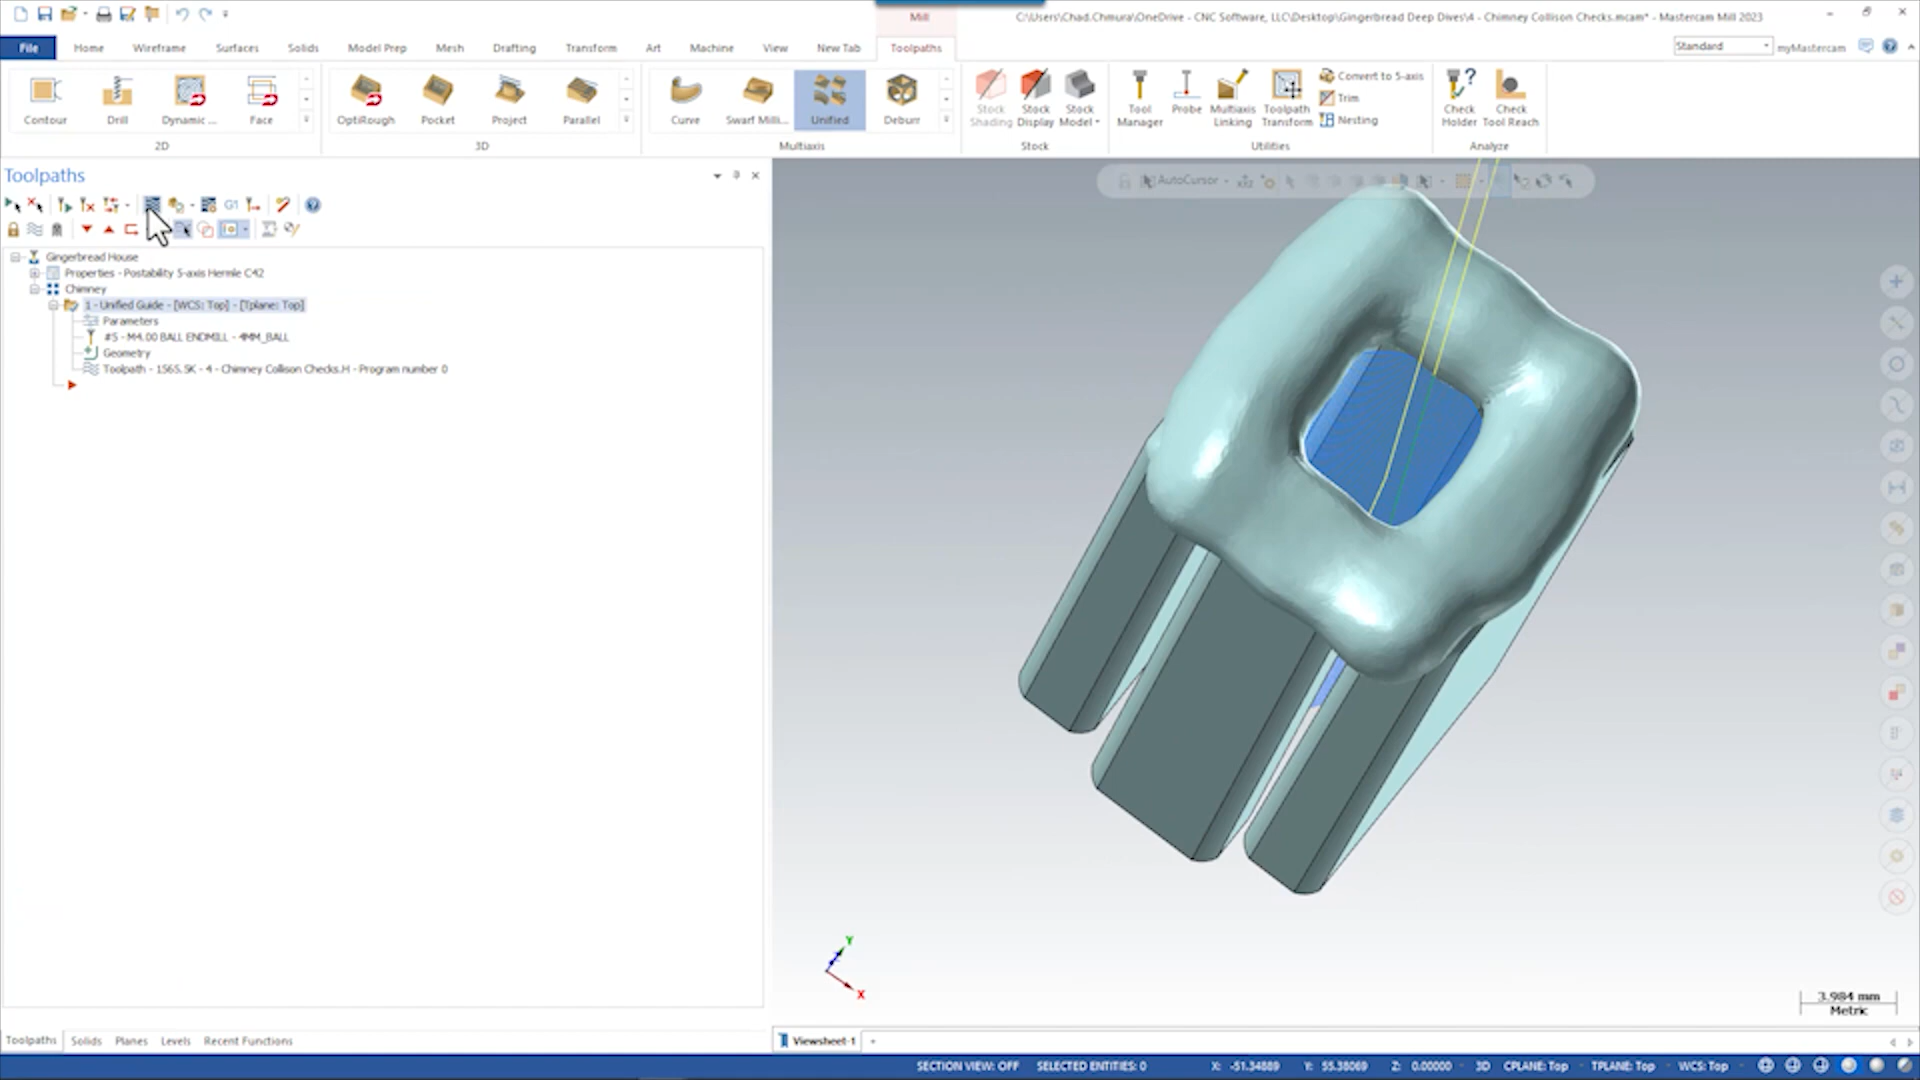 Mill
C:\Users\Chad.Chmura\OneDrive - CNC Software, LLC\Desktop\Gingerbread Deep Dives\4 - Chimney Collision Checks.mcam* - Mastercam Mill 2023
File Home Wireframe Surfaces Solids Model Prep Mesh Drafting Transform Art Machine View New Tab Toolpaths
Standard myMastercam
Contour Drill Dynamic ... Face
2D
OptiRough Pocket Project Parallel
3D
Curve Swarf Milli... Unified Deburr
Multiaxis
Stock Shading Stock Display Stock Model
Stock
Tool Manager Probe Multiaxis Linking Toolpath Transform
Convert to 5-axis
Trim
Nesting
Utilities
Check Holder Check Tool Reach
Analyze
Toolpaths
G1
AutoCursor
Gingerbread House
Properties - Postability 5-axis Hermle C42
Chimney
1 - Unified Guide - [WCS: Top] - [Tplane: Top]
Parameters
#5 - M4.00 BALL ENDMILL - 4MM_BALL
Geometry
Toolpath - 1565.5K - 4 - Chimney Collison Checks.H - Program number 0
Y
X
3.984 mm
Metric
Toolpaths Solids Planes Levels Recent Functions
Viewsheet-1 +
SECTION VIEW: OFF SELECTED ENTITIES: 0 X: -51.34889 Y: 55.38069 Z: 0.00000 3D CPLANE: Top TPLANE: Top WCS: Top